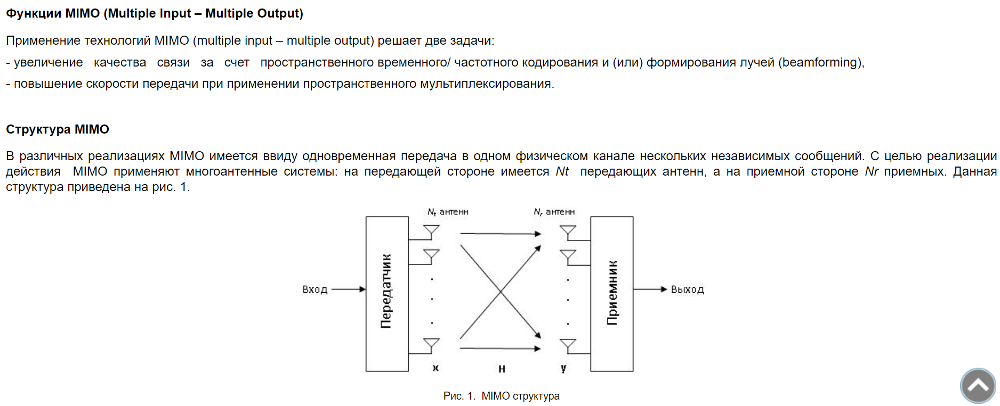 Функции MIMO (Multiple Input – Multiple Output)
Применение технологий MIMO (multiple input – multiple output) решает две задачи:
- увеличение качества связи за счет пространственного временного/ частотного кодирования и (или) формирования лучей (beamforming),
- повышение скорости передачи при применении пространственного мультиплексирования.
Структура MIMO
В различных реализациях MIMO имеется ввиду одновременная передача в одном физическом канале нескольких независимых сообщений. С целью реализации
действия MIMO применяют многоантенные системы: на передающей стороне имеется Nt передающих антенн, а на приемной стороне Nr приемных. Данная
структура приведена на рис. 1.
Nt антенн
Nr антенн
Передатчик
Приемник
Вход
Выход
x
H
y
Рис. 1. MIMO структура